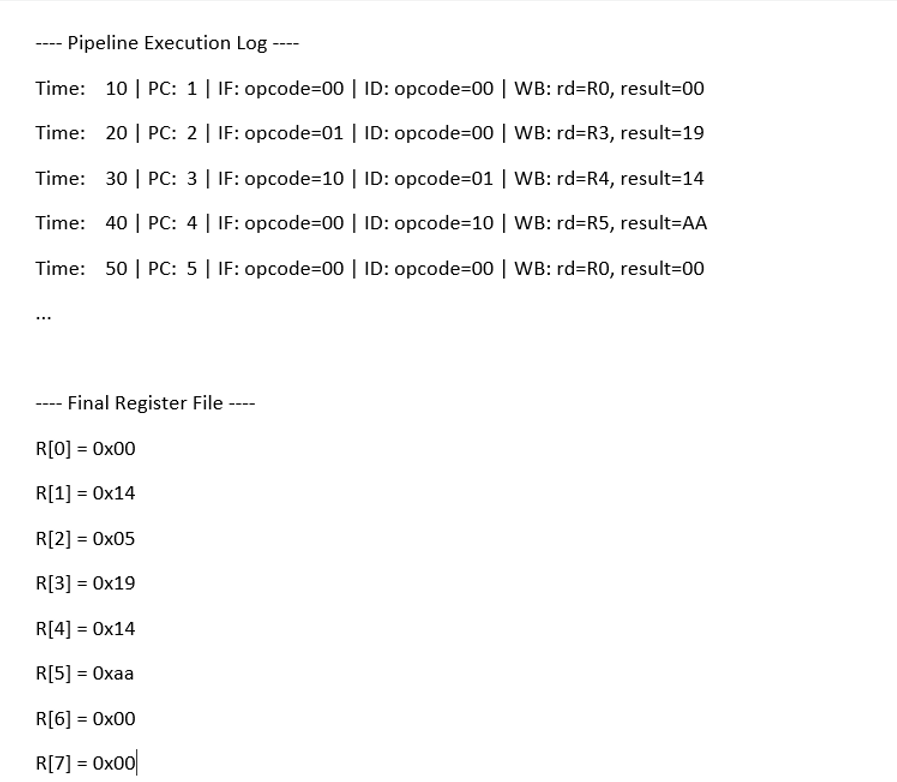 ---- Pipeline Execution Log ----
Time: 10 | PC: 1 | IF: opcode=00 | ID: opcode=00 | WB: rd=R0, result=00
Time: 20 | PC: 2 | IF: opcode=01 | ID: opcode=00 | WB: rd=R3, result=19
Time: 30 | PC: 3 | IF: opcode=10 | ID: opcode=01 | WB: rd=R4, result=14
Time: 40 | PC: 4 | IF: opcode=00 | ID: opcode=10 | WB: rd=R5, result=AA
Time: 50 | PC: 5 | IF: opcode=00 | ID: opcode=00 | WB: rd=R0, result=00
...
---- Final Register File ----
R[0] = 0x00
R[1] = 0x14
R[2] = 0x05
R[3] = 0x19
R[4] = 0x14
R[5] = 0xaa
R[6] = 0x00
R[7] = 0x00